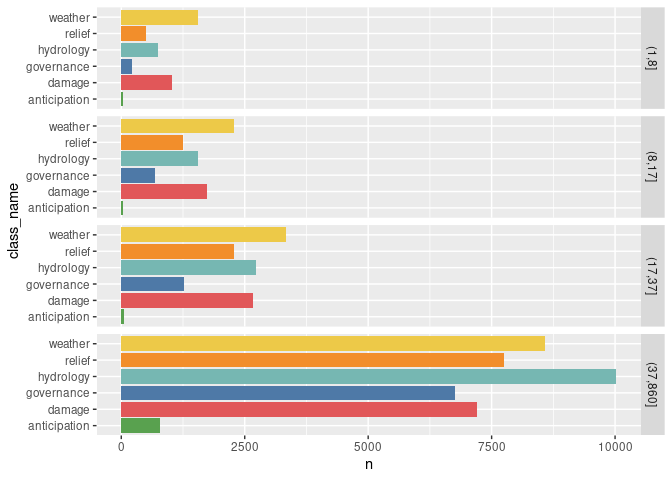 weather
relief
hydrology
governance
damage
anticipation
(1,8]
weather
relief
hydrology
governance
damage
anticipation
(8,17]
weather
relief
hydrology
governance
damage
anticipation
(17,37]
weather
relief
hydrology
governance
damage
anticipation
(37,860]
class_name
0 2500 5000 7500 10000
n